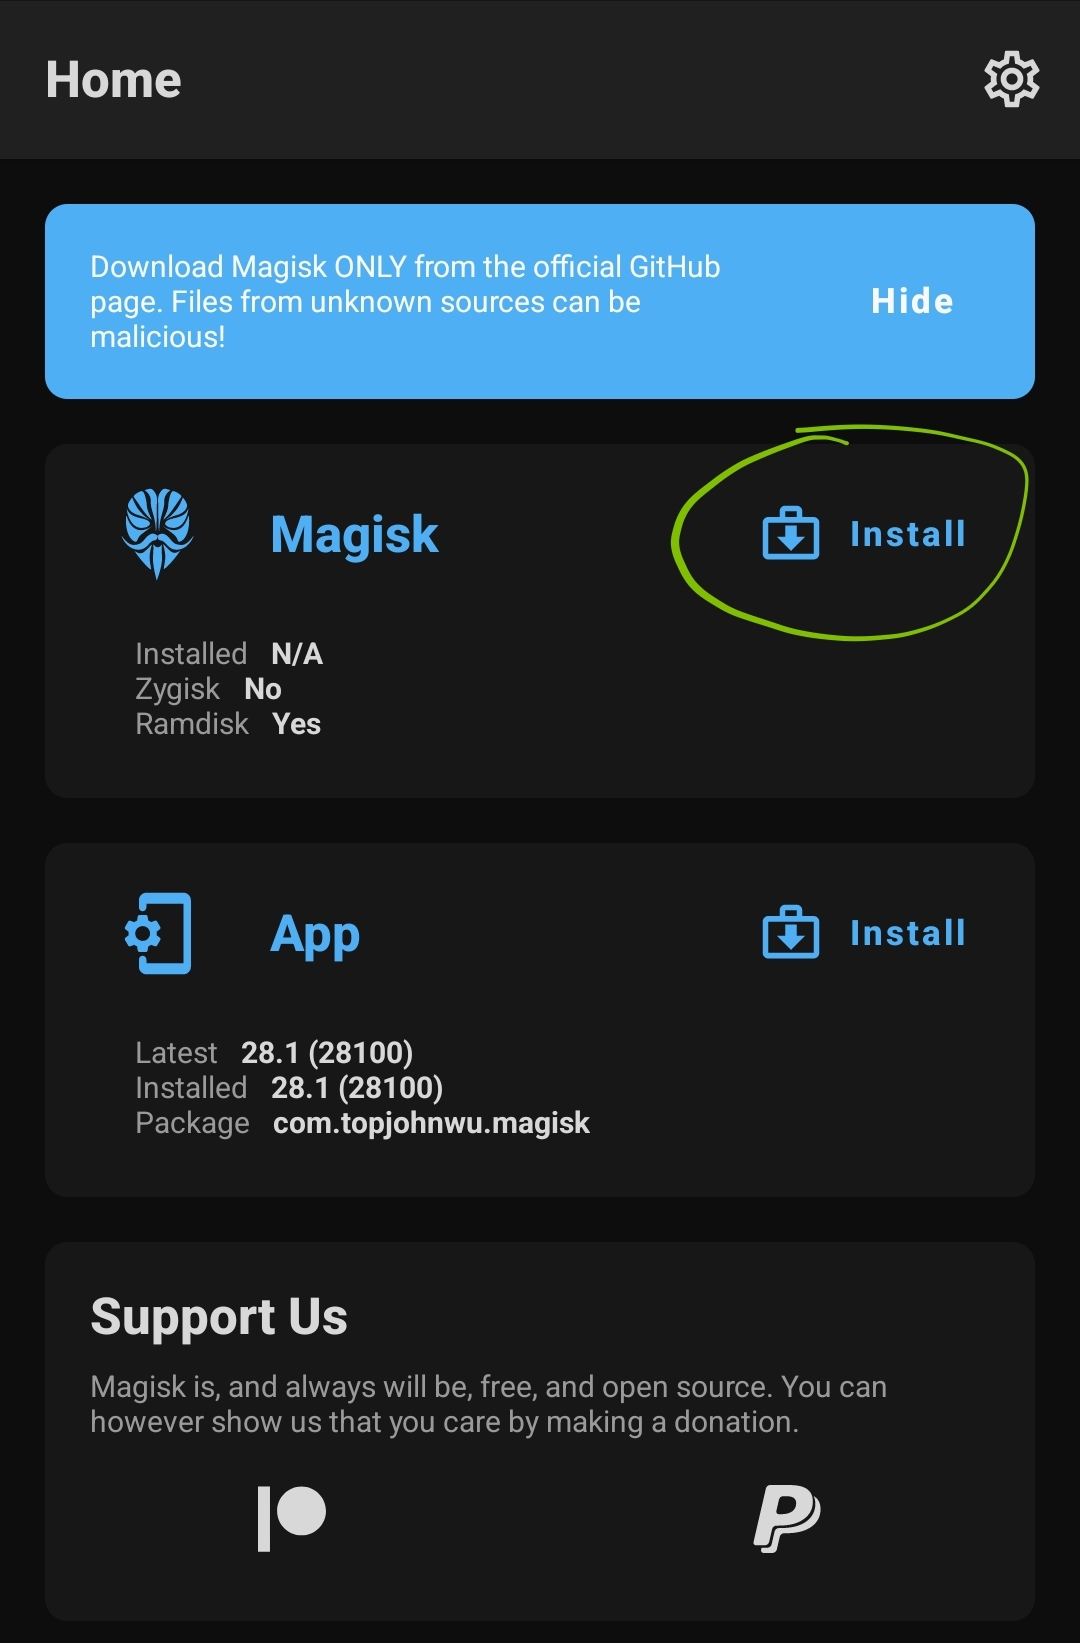 Home
Download Magisk ONLY from the official GitHub
page. Files from unknown sources can be
malicious!
Hide
Magisk
Install
Installed N/A
Zygisk No
Ramdisk Yes
App
Install
Latest 28.1 (28100)
Installed 28.1 (28100)
Package com.topjohnwu.magisk
Support Us
Magisk is, and always will be, free, and open source. You can
however show us that you care by making a donation.